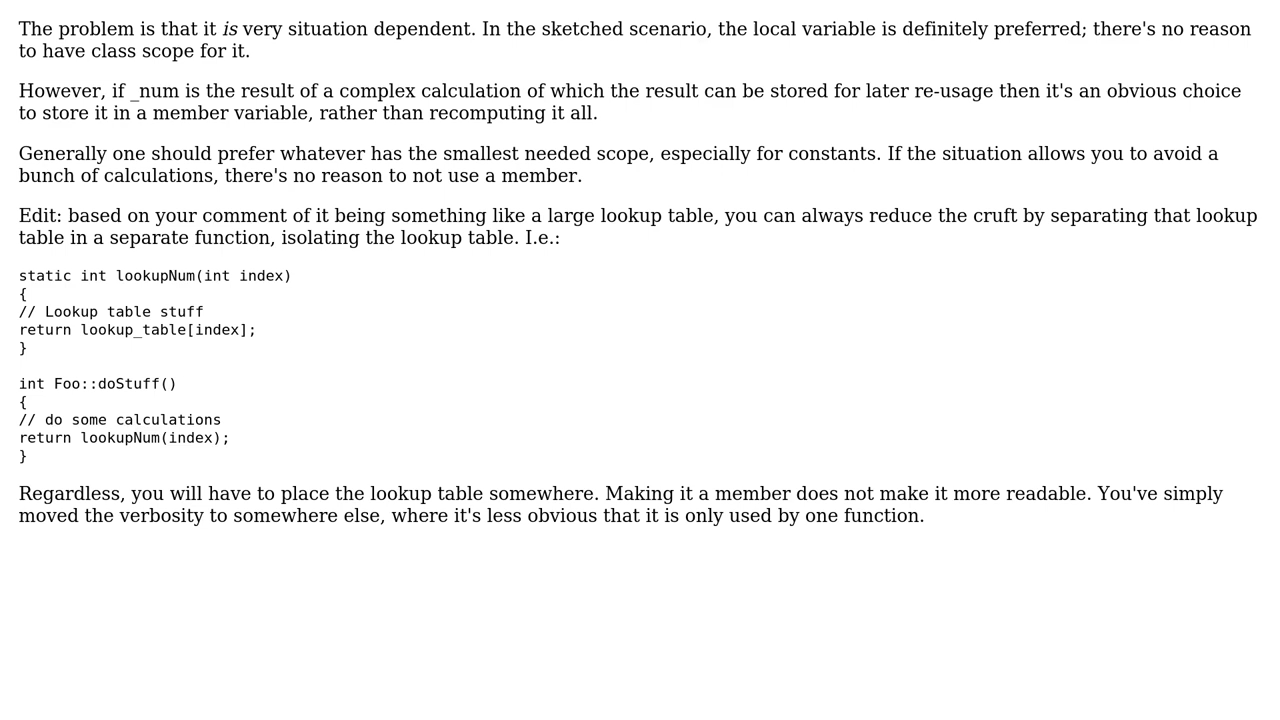 The problem is that it is very situation dependent. In the sketched scenario, the local variable is definitely preferred; there's no reason
to have class scope for it.
However, if _num is the result of a complex calculation of which the result can be stored for later re-usage then it's an obvious choice
to store it in a member variable, rather than recomputing it all.
Generally one should prefer whatever has the smallest needed scope, especially for constants. If the situation allows you to avoid a
bunch of calculations, there's no reason to not use a member.
Edit: based on your comment of it being something like a large lookup table, you can always reduce the cruft by separating that lookup
table in a separate function, isolating the lookup table. I.e.:
static int lookupNum(int index)
{
// Lookup table stuff
return lookup_table[index];
}
int Foo::doStuff()
{
// do some calculations
return lookupNum(index);
}
Regardless, you will have to place the lookup table somewhere. Making it a member does not make it more readable. You've simply
moved the verbosity to somewhere else, where it's less obvious that it is only used by one function.